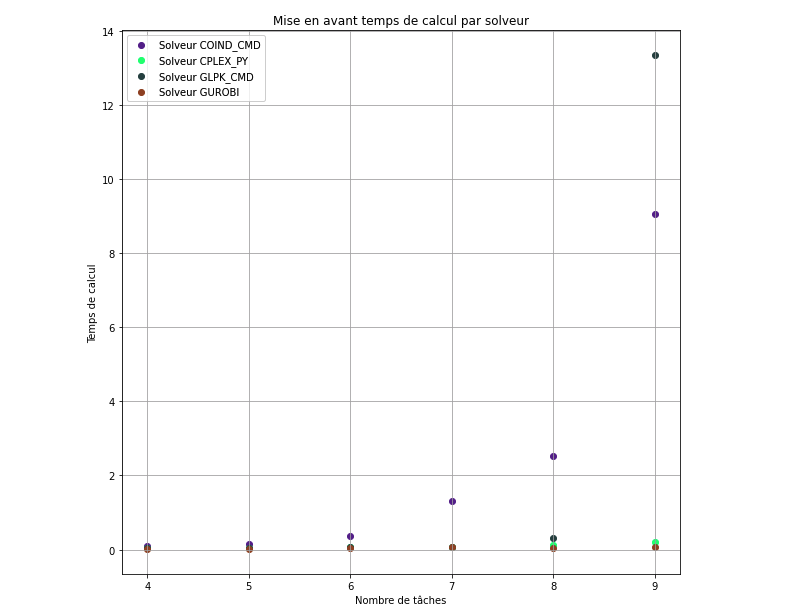 Mise en avant temps de calcul par solveur
Solveur COIND_CMD
Solveur CPLEX_PY
Solveur GLPK_CMD
Solveur GUROBI
14
12
10
8
6
4
2
0
Temps de calcul
4 5 6 7 8 9
Nombre de tâches